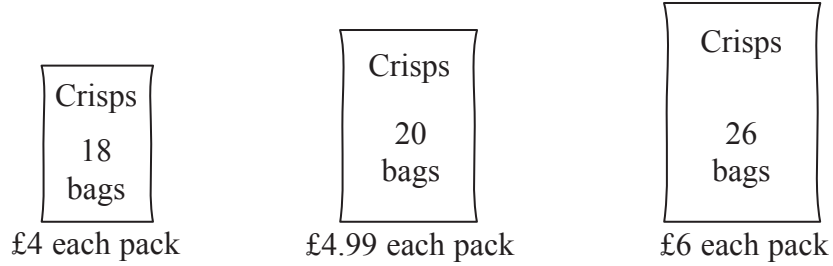 Crisps
18
bags
£4 each pack
Crisps
20
bags
£4.99 each pack
Crisps
26
bags
£6 each pack